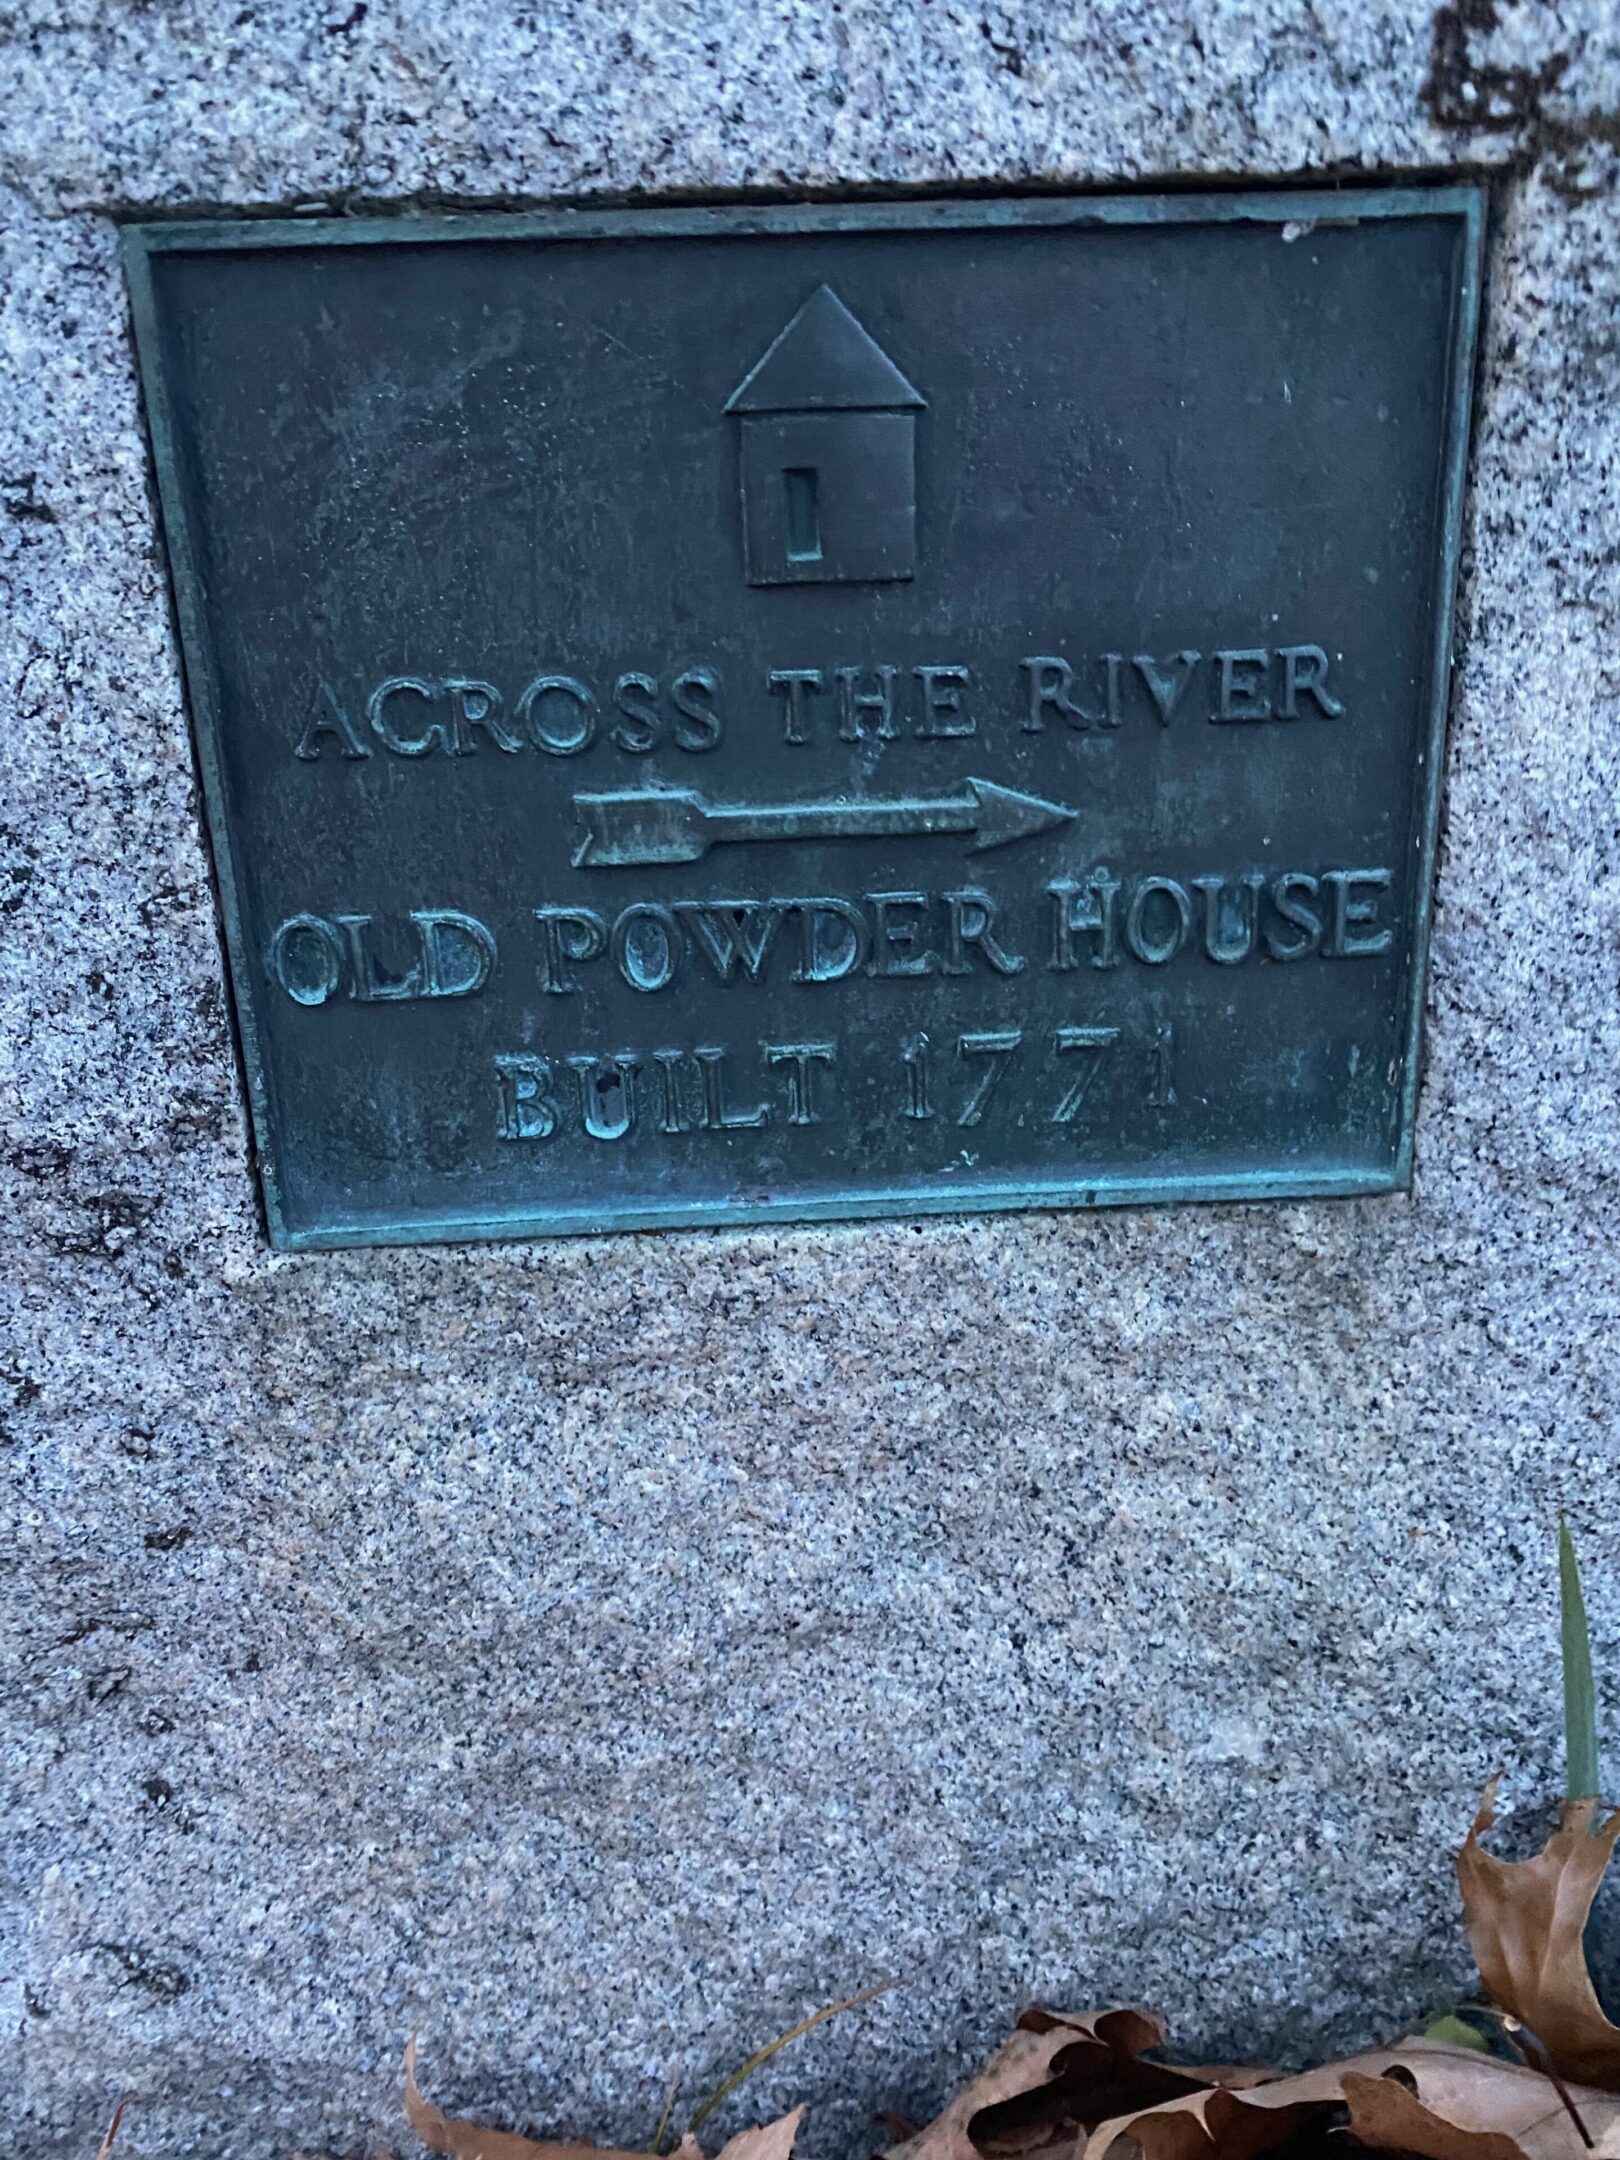 ACROSS THE RIVER
OLD POWDER HOUSE
BUILT 1771